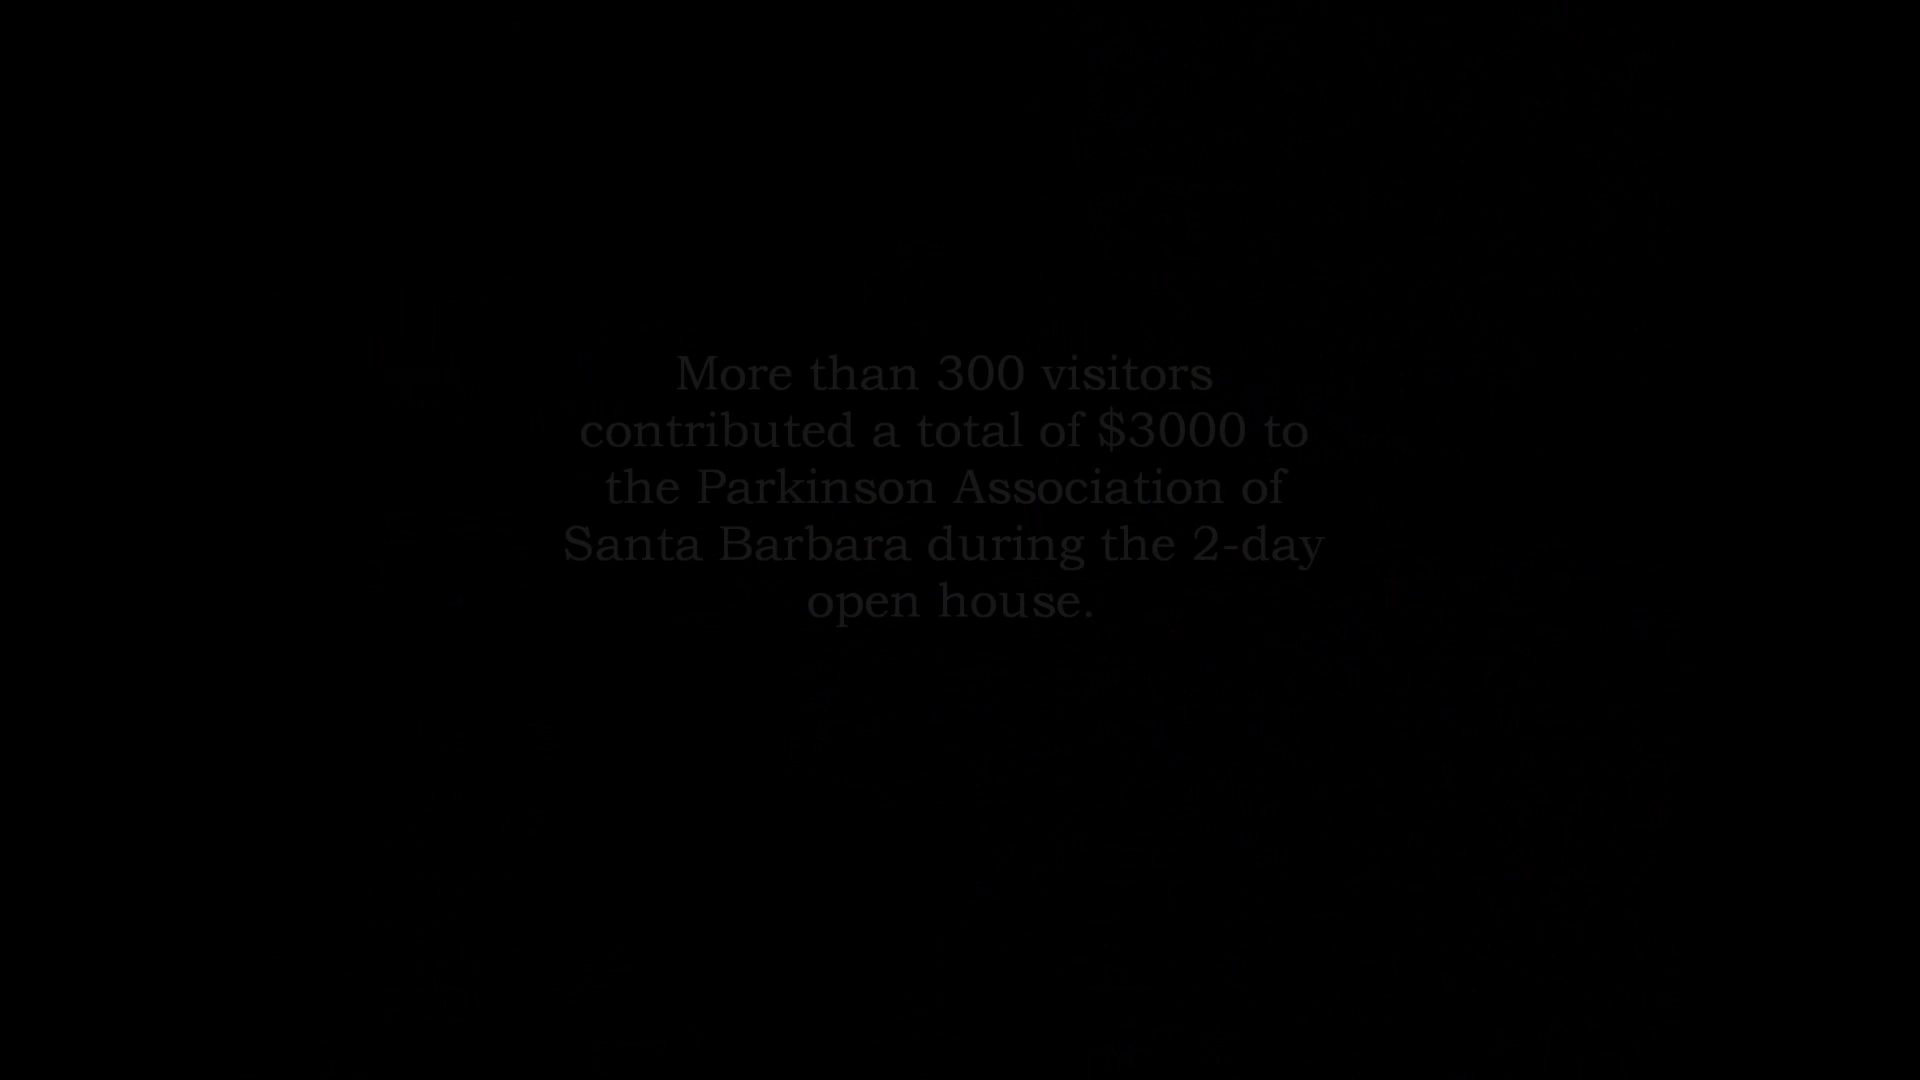 More than 300 visitors
contributed a total of $3000 to
the Parkinson Association of
Santa Barbara during the 2-day
open house.